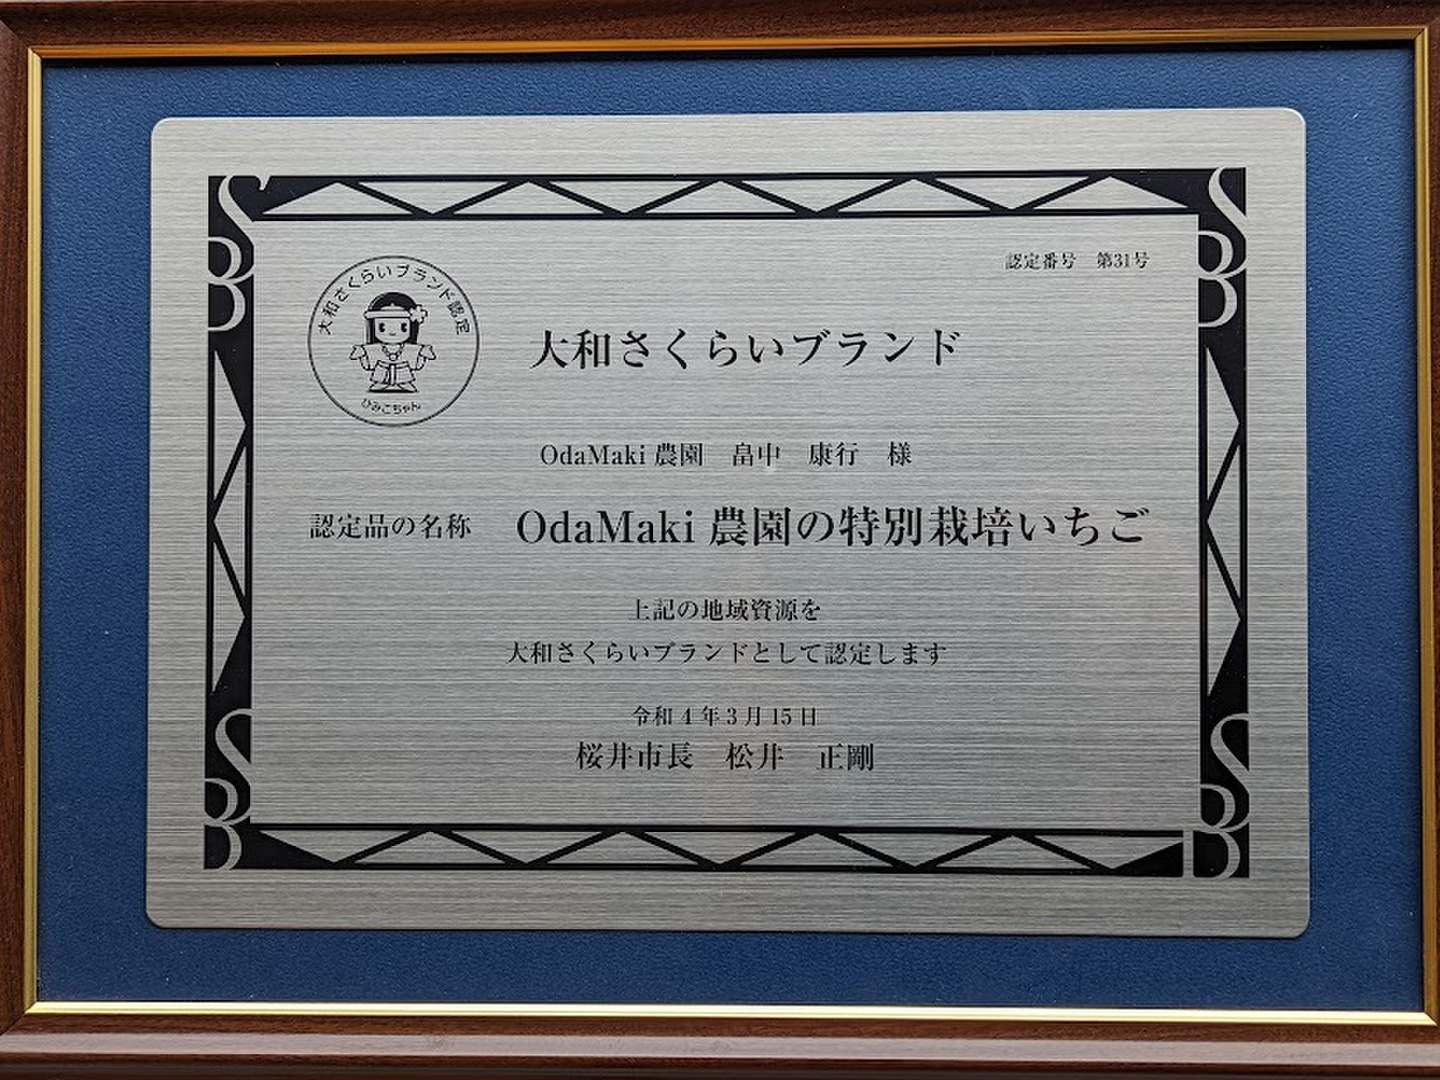 認定番号　第31号
大和さくらいブランド認定
ひみこちゃん
大和さくらいブランド
OdaMaki 農園　畠中　康行　様
認定品の名称　OdaMaki 農園の特別栽培いちご
上記の地域資源を
大和さくらいブランドとして認定します
令和 4 年 3 月 15 日
桜井市長　松井　正剛